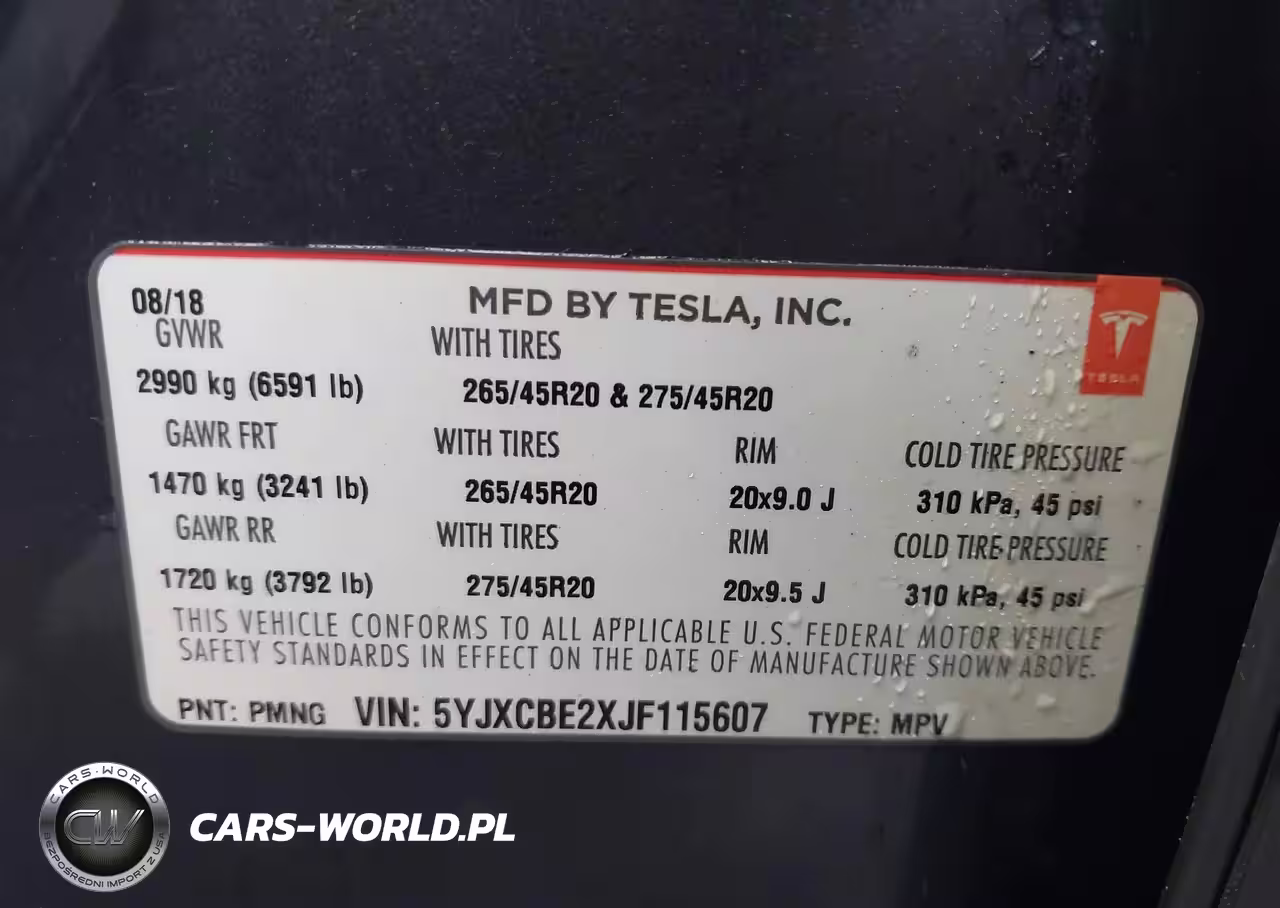 08/18 MFD BY TESLA, INC.
GVWR WITH TIRES
2990 kg (6591 lb) 265/45R20 & 275/45R20
TESLA
GAWR FRT WITH TIRES RIM COLD TIRE PRESSURE
1470 kg (3241 lb) 265/45R20 20x9.0 J 310 kPa, 45 psi
GAWR RR WITH TIRES RIM COLD TIRE PRESSURE
1720 kg (3792 lb) 275/45R20 20x9.5 J 310 kPa, 45 psi
THIS VEHICLE CONFORMS TO ALL APPLICABLE U.S. FEDERAL MOTOR VEHICLE
SAFETY STANDARDS IN EFFECT ON THE DATE OF MANUFACTURE SHOWN ABOVE.
PNT: PMNG VIN: 5YJXCBE2XJF115607 TYPE: MPV
CARS-WORLD
CW
BEZPOŚREDNI IMPORT Z USA
CARS-WORLD.PL